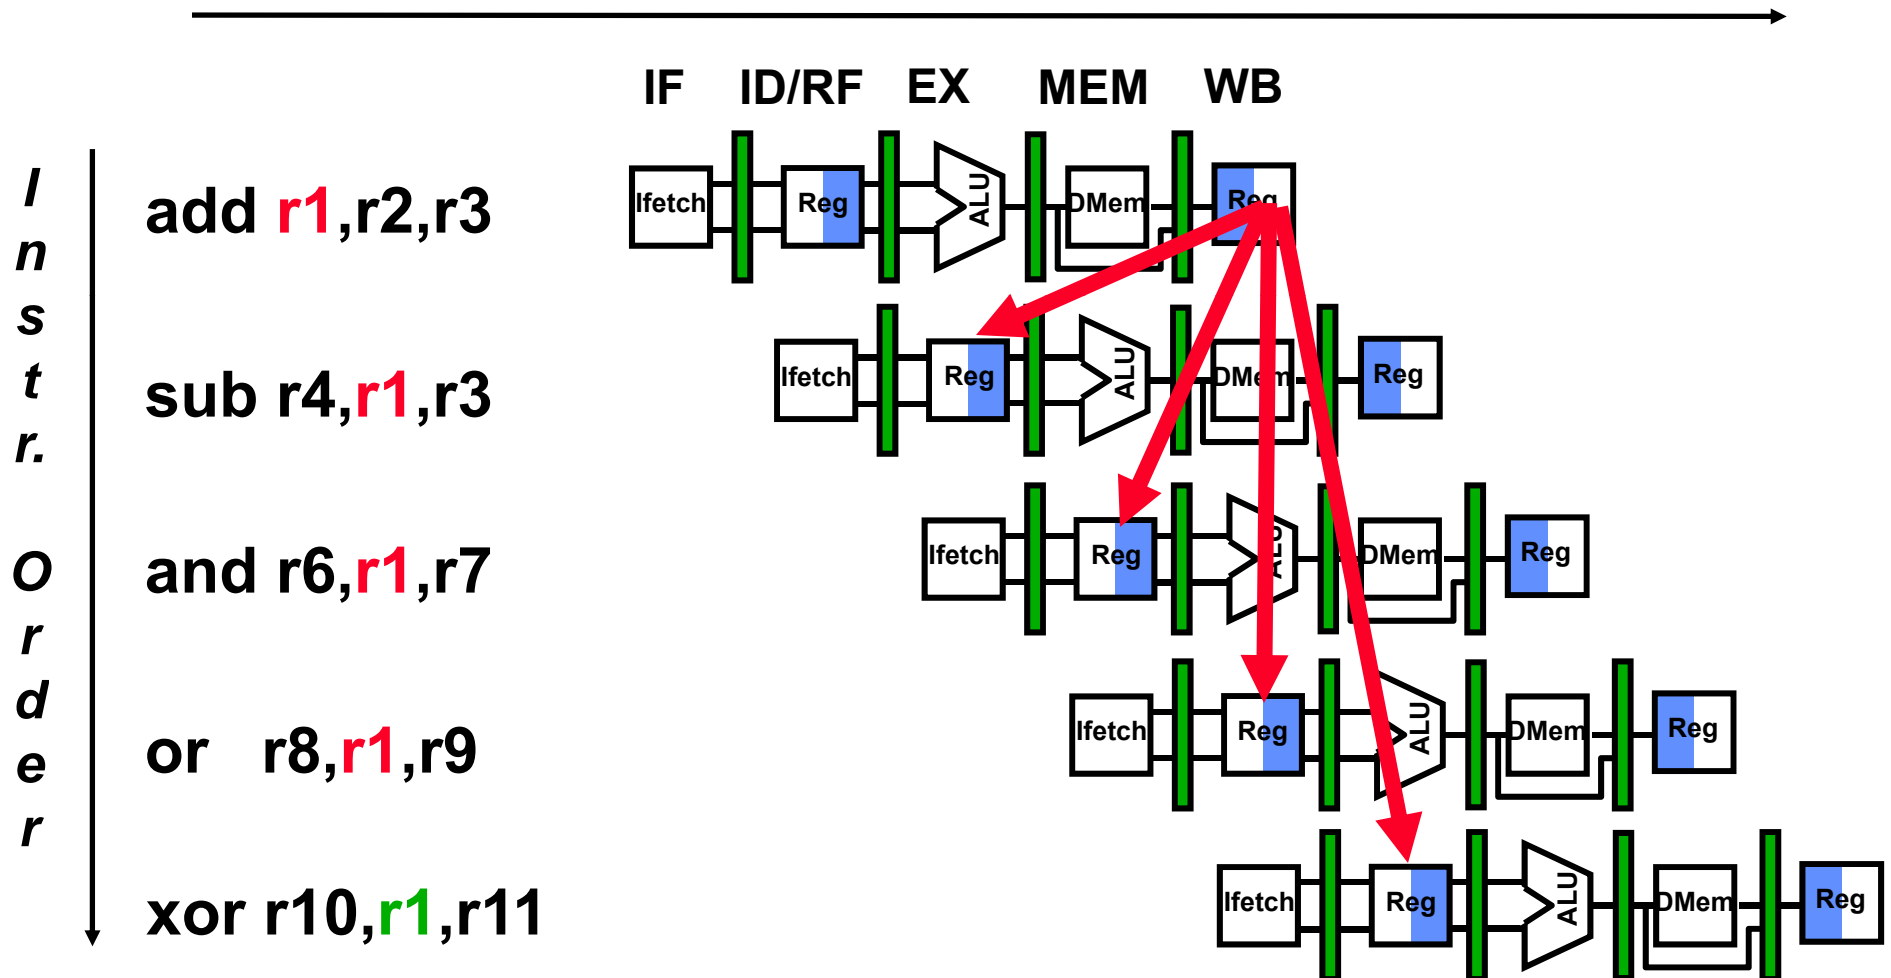 IF ID/RF EX MEM WB
Instr. Order
add r1,r2,r3
Ifetch Reg ALU DMem Reg
sub r4,r1,r3
Ifetch Reg ALU DMem Reg
and r6,r1,r7
Ifetch Reg ALU DMem Reg
or r8,r1,r9
Ifetch Reg ALU DMem Reg
xor r10,r1,r11
Ifetch Reg ALU DMem Reg